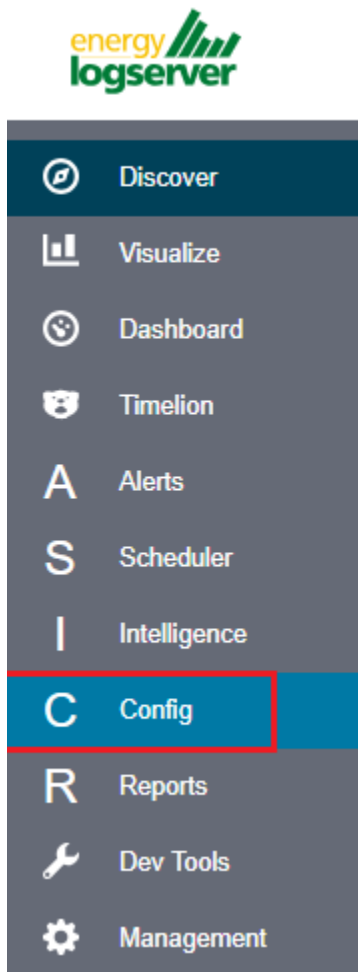 energy
logserver
Discover
Visualize
Dashboard
Timelion
A Alerts
S Scheduler
I Intelligence
C Config
R Reports
Dev Tools
Management